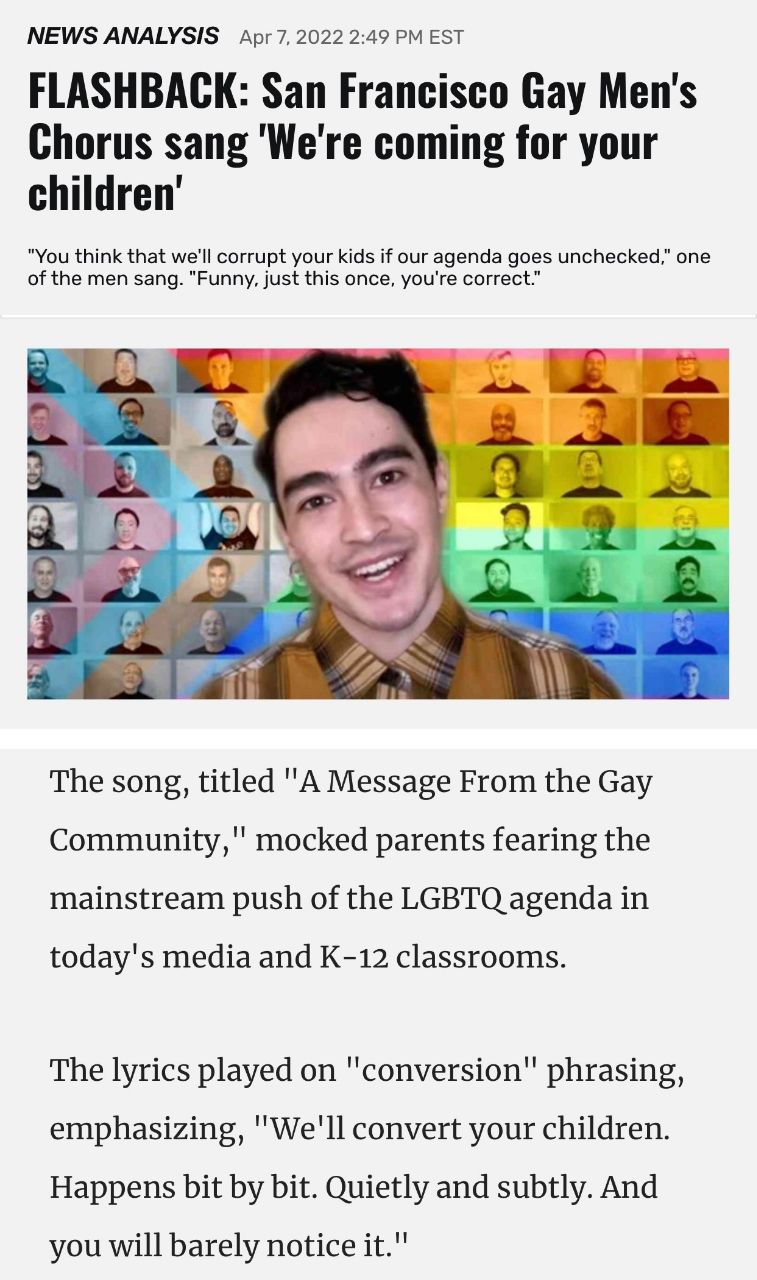 NEWS ANALYSIS Apr 7, 2022 2:49 PM EST
FLASHBACK: San Francisco Gay Men's
Chorus sang 'We're coming for your
children'
"You think that we'll corrupt your kids if our agenda goes unchecked," one
of the men sang. "Funny, just this once, you're correct."
The song, titled "A Message From the Gay
Community," mocked parents fearing the
mainstream push of the LGBTQ agenda in
today's media and K-12 classrooms.
The lyrics played on "conversion" phrasing,
emphasizing, "We'll convert your children.
Happens bit by bit. Quietly and subtly. And
you will barely notice it."